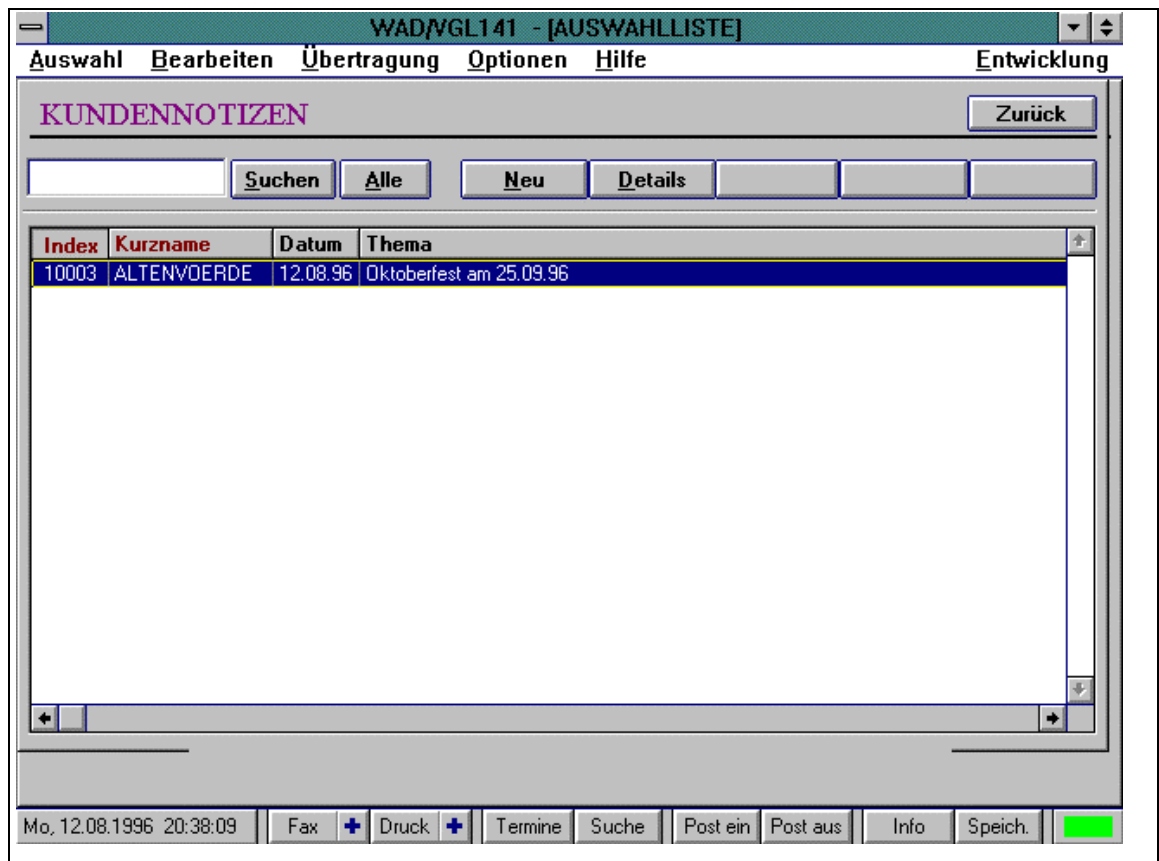 WAD/VGL141 - [AUSWAHLLISTE]
Auswahl Bearbeiten Übertragung Optionen Hilfe Entwicklung
KUNDENNOTIZEN Zurück
Suchen Alle Neu Details
Index Kurzname Datum Thema
10003 ALTENVOERDE 12.08.96 Oktoberfest am 25.09.96
Mo, 12.08.1996 20:38:09 Fax + Druck + Termine Suche Post ein Post aus Info Speich.